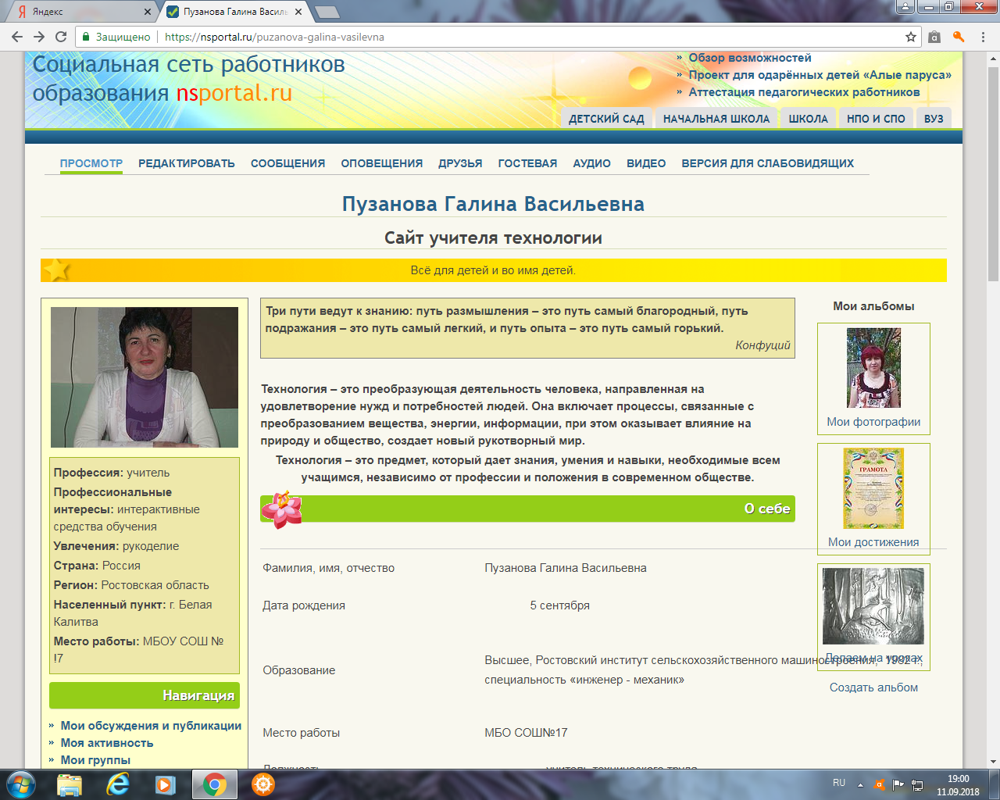 Яндекс
Пузанова Галина Василь
Защищено
https://nsportal.ru/puzanova-galina-vasilevna
Социальная сеть работников
образования nsportal.ru
Обзор возможностей
Проект для одарённых детей «Алые паруса»
Аттестация педагогических работников
ДЕТСКИЙ САД НАЧАЛЬНАЯ ШКОЛА ШКОЛА НПО И СПО ВУЗ
ПРОСМОТР РЕДАКТИРОВАТЬ СООБЩЕНИЯ ОПОВЕЩЕНИЯ ДРУЗЬЯ ГОСТЕВАЯ АУДИО ВИДЕО ВЕРСИЯ ДЛЯ СЛАБОВИДЯЩИХ
Пузанова Галина Васильевна
Сайт учителя технологии
Всё для детей и во имя детей.
Профессия: учитель
Профессиональные
интересы: интерактивные
средства обучения
Увлечения: рукоделие
Страна: Россия
Регион: Ростовская область
Населенный пункт: г. Белая
Калитва
Место работы: МБОУ СОШ №
!7
Навигация
Мои обсуждения и публикации
Моя активность
Мои группы
Три пути ведут к знанию: путь размышления – это путь самый благородный, путь
подражания – это путь самый легкий, и путь опыта – это путь самый горький.
Конфуций
Технология – это преобразующая деятельность человека, направленная на
удовлетворение нужд и потребностей людей. Она включает процессы, связанные с
преобразованием вещества, энергии, информации, при этом оказывает влияние на
природу и общество, создает новый рукотворный мир.
Технология – это предмет, который дает знания, умения и навыки, необходимые всем
учащимся, независимо от профессии и положения в современном обществе.
О себе
Фамилия, имя, отчество Пузанова Галина Васильевна
Дата рождения 5 сентября
Образование
Высшее, Ростовский институт сельскохозяйственного машиностроения, 1982 г.,
специальность «инженер - механик»
Место работы МБО СОШ№17
Должность учитель технического труда
Мои альбомы
Мои фотографии
ГРАМОТА
Мои достижения
Делаем на уроках
Создать альбом
RU
19:00
11.09.2018